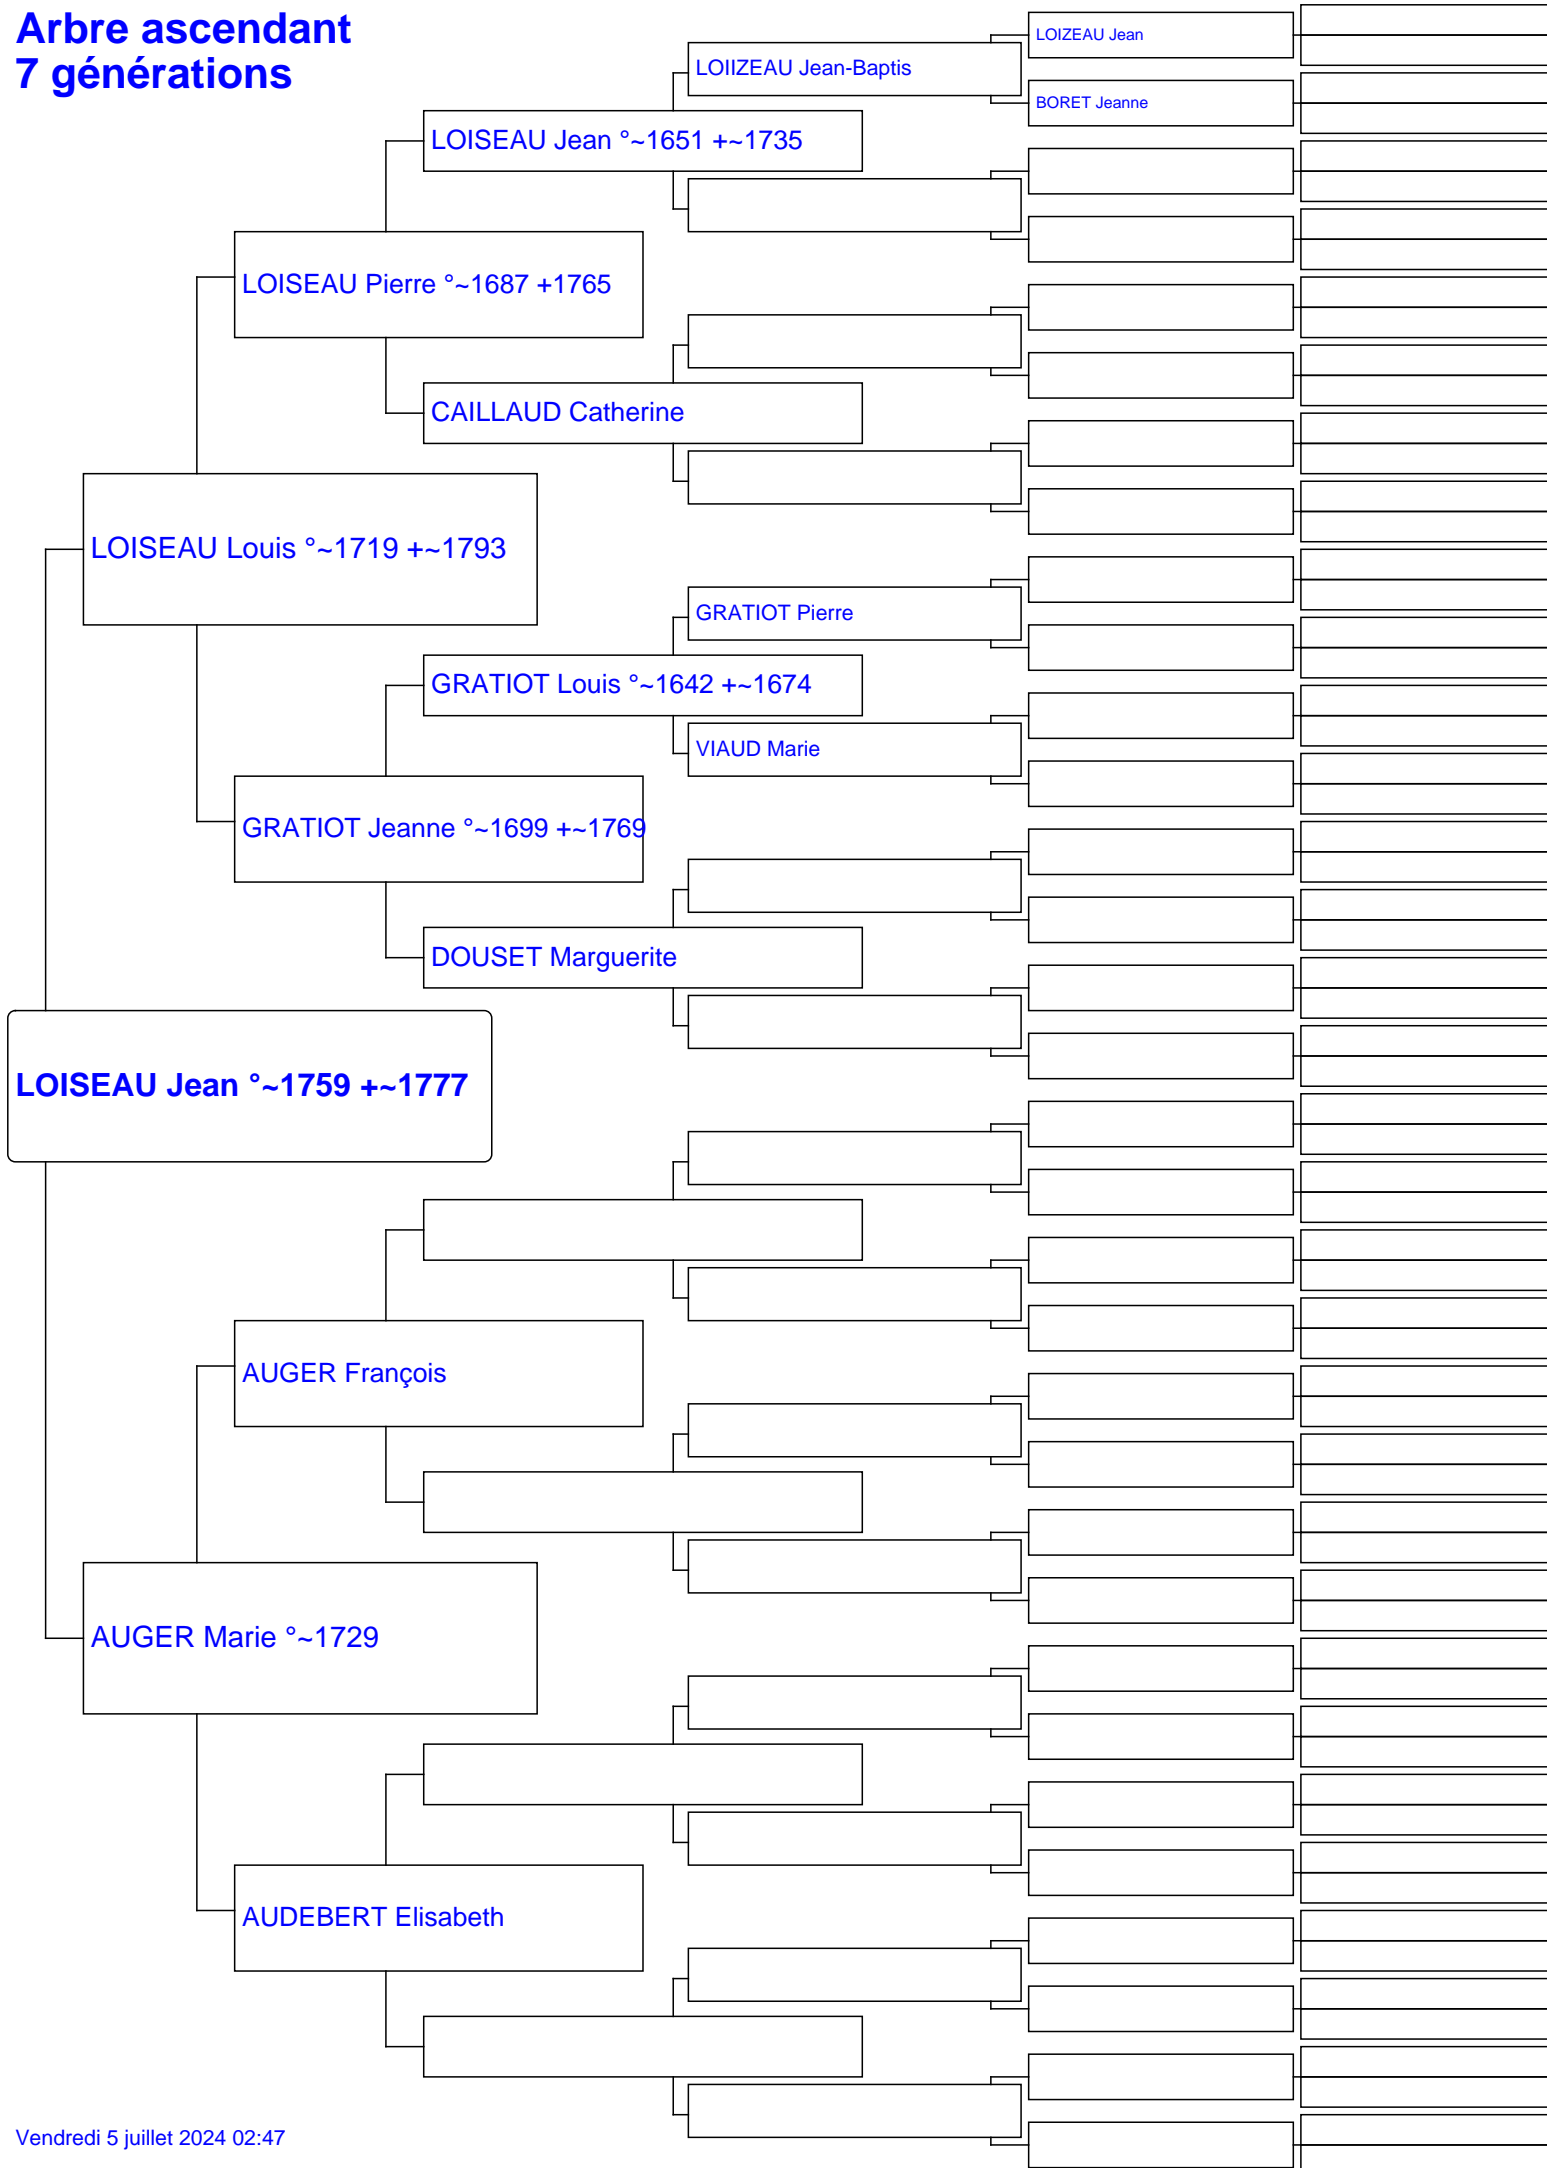 Arbre ascendant
7 générations
LOIZEAU Jean
LOIIZEAU Jean-Baptis
BORET Jeanne
LOISEAU Jean °~1651 +~1735
LOISEAU Pierre °~1687 +1765
CAILLAUD Catherine
LOISEAU Louis °~1719 +~1793
GRATIOT Pierre
GRATIOT Louis °~1642 +~1674
VIAUD Marie
GRATIOT Jeanne °~1699 +~1769
DOUSET Marguerite
LOISEAU Jean °~1759 +~1777
AUGER François
AUGER Marie °~1729
AUDEBERT Elisabeth
Vendredi 5 juillet 2024 02:47